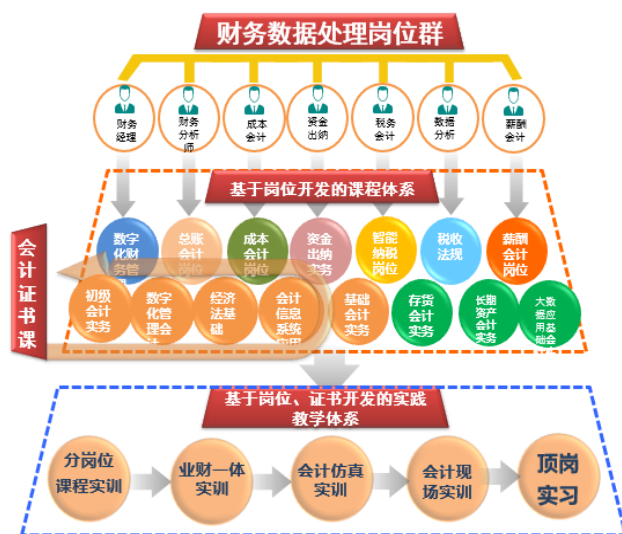 财务数据处理岗位群
财务
经理
财务
分析
师
成本
会计
资金
出纳
税务
会计
数据
分析
薪酬
会计
基于岗位开发的课程体系
会计证书课
数字
化财
务管
总账
会计
岗位
成本
会计
岗位
资金
出纳
实务
智能
纳税
岗位
税收
法规
薪酬
会计
岗位
初级
会计
实务
数字
化管
理会
经济
法基
础
会计
信息
系统
应用
基础
会计
实务
存货
会计
实务
长期
资产
会计
实务
大数
据应
用基
础会
基于岗位、证书开发的实践
教学体系
分岗位
课程实训
业财一体
实训
会计仿真
实训
会计现
场实训
顶岗
实习